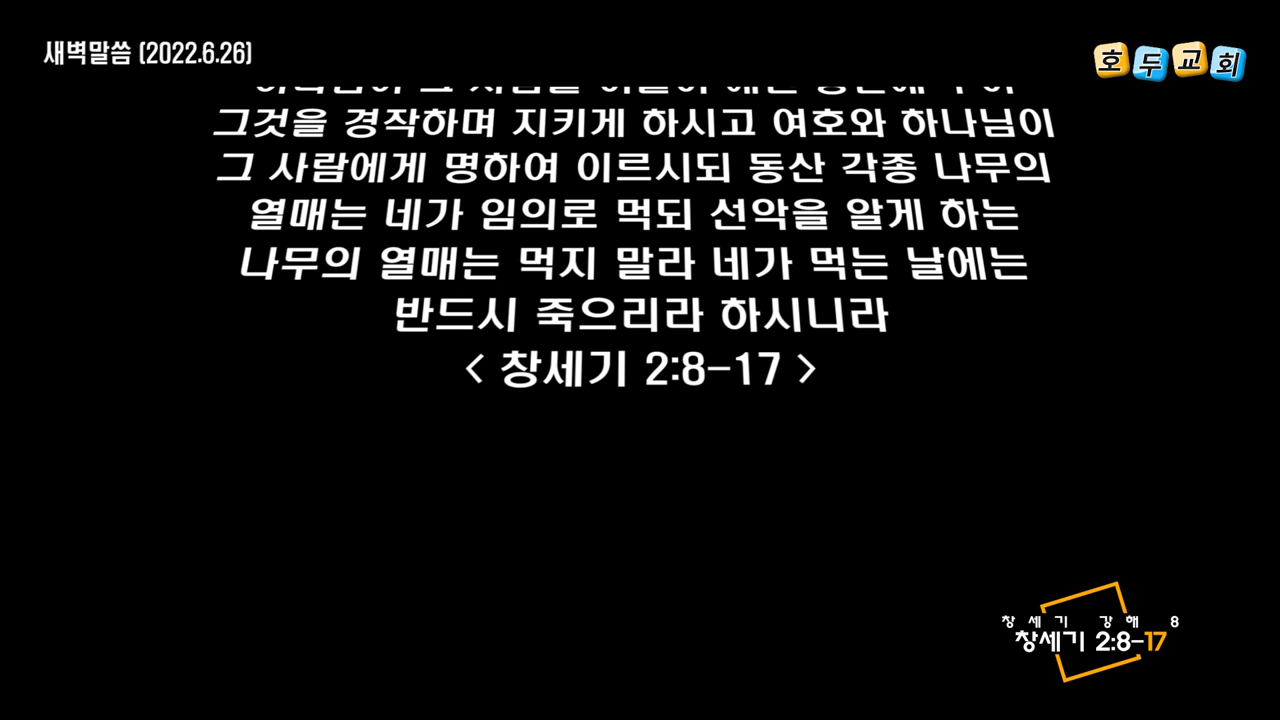 새벽말씀 (2022.6.26)
호두교회
그것을 경작하며 지키게 하시고 여호와 하나님이
그 사람에게 명하여 이르시되 동산 각종 나무의
열매는 네가 임의로 먹되 선악을 알게 하는
나무의 열매는 먹지 말라 네가 먹는 날에는
반드시 죽으리라 하시니라
< 창세기 2:8-17 >
창세기 강해 8
창세기 2:8-17